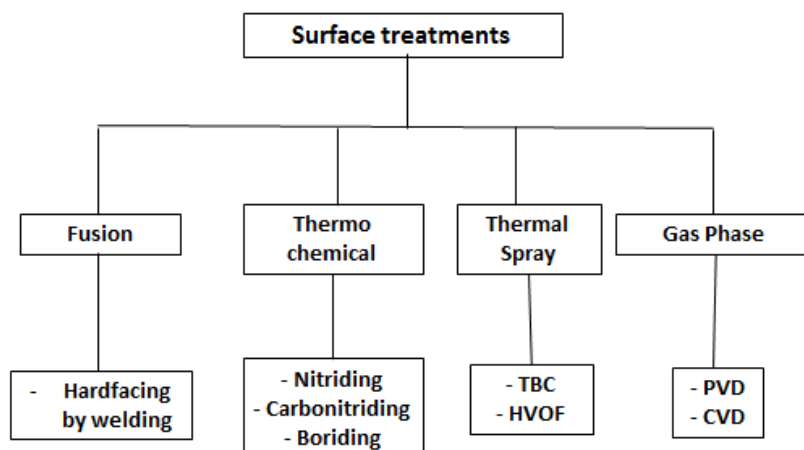 Surface treatments
Fusion
Thermo
chemical
Thermal
Spray
Gas Phase
- Hardfacing
by welding
- Nitriding
- Carbonitriding
- Boriding
- TBC
- HVOF
- PVD
- CVD